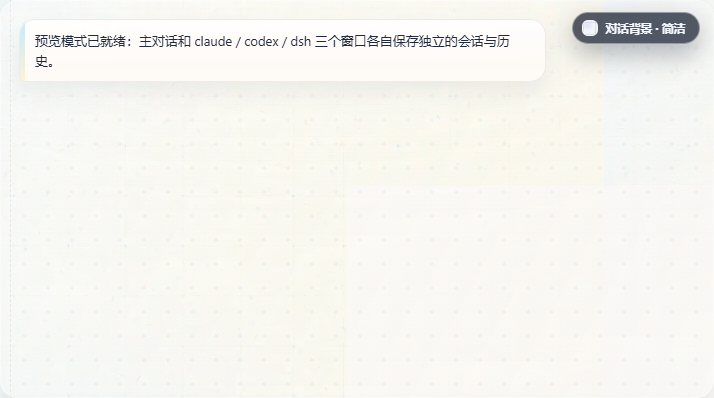 预览模式已就绪：主对话和 claude / codex / dsh 三个窗口各自保存独立的会话与历
史。
对话背景 · 简洁